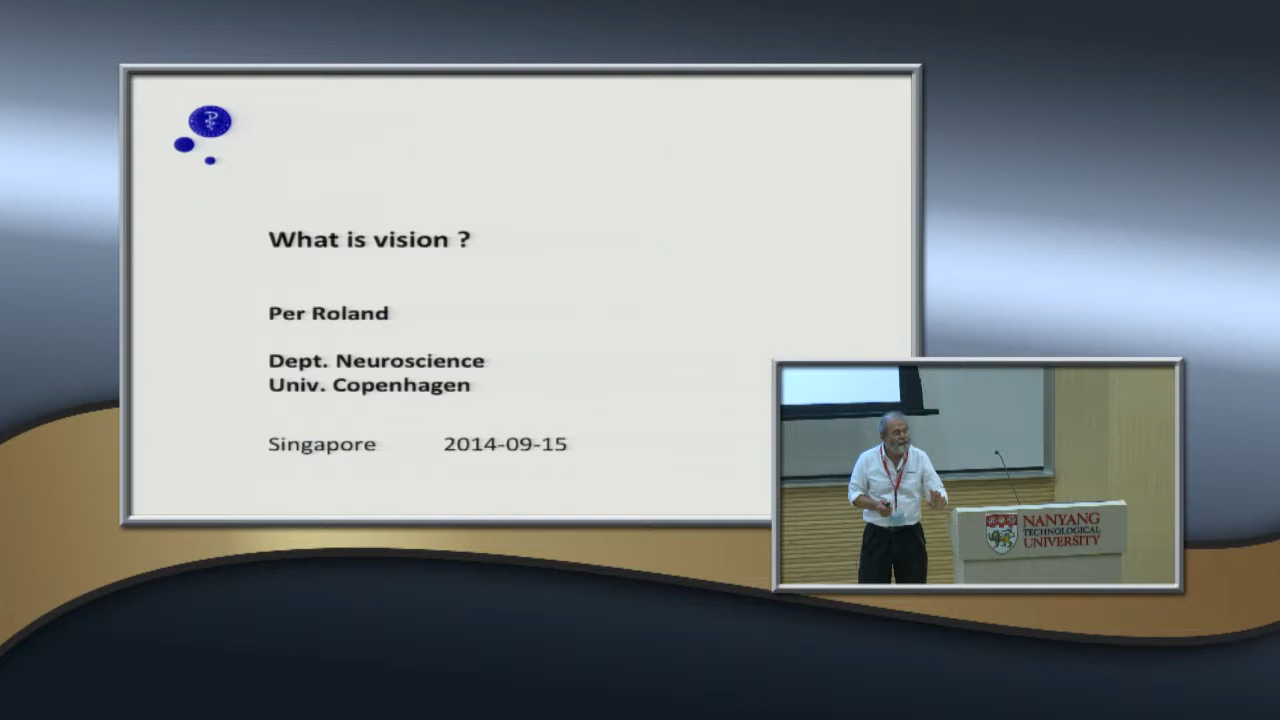 What is vision ?
Per Roland
Dept. Neuroscience
Univ. Copenhagen
Singapore 2014-09-15
NANYANG
TECHNOLOGICAL
UNIVERSITY